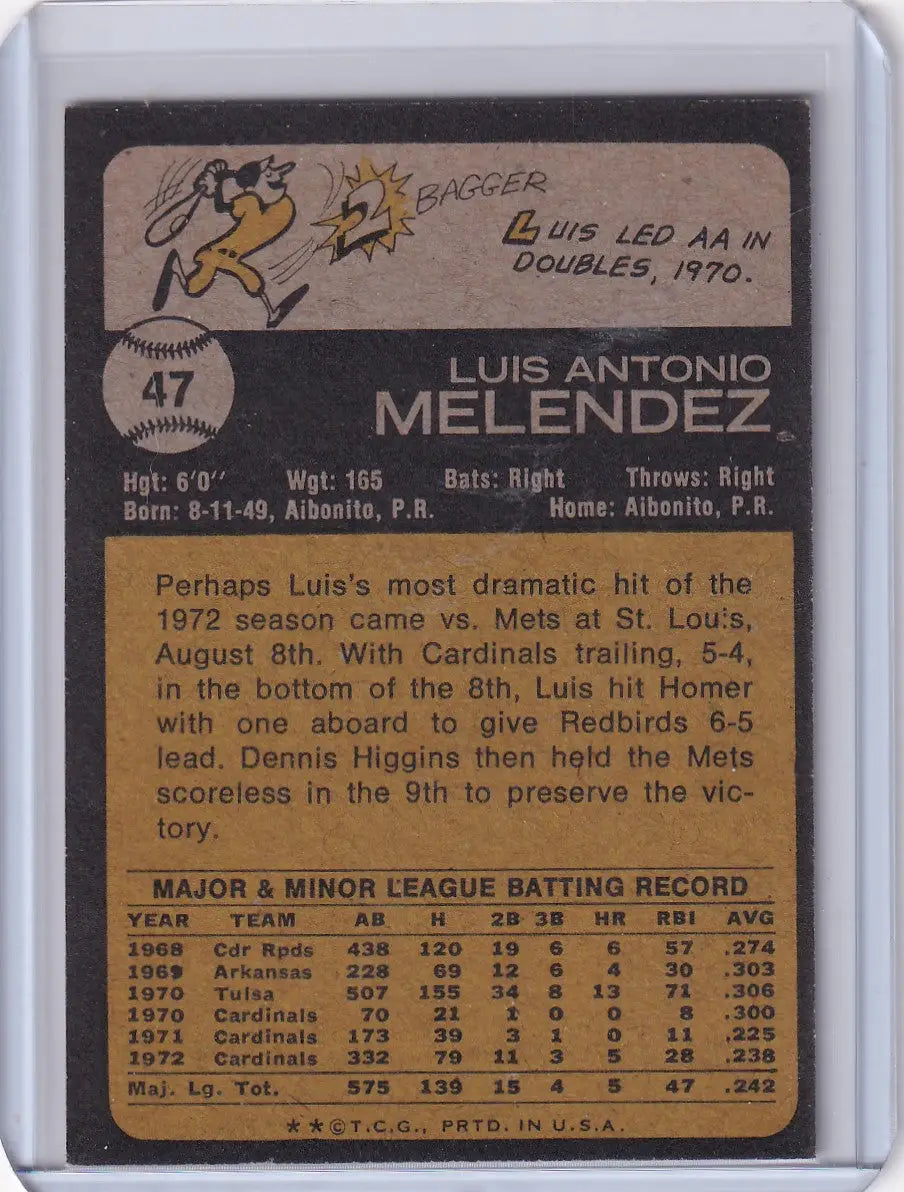 2 BAGGER
LUIS LED AA IN
DOUBLES, 1970.
47
LUIS ANTONIO
MELENDEZ
Hgt: 6'0" Wgt: 165 Bats: Right Throws: Right
Born: 8-11-49, Aibonito, P.R. Home: Aibonito, P.R.
Perhaps Luis's most dramatic hit of the
1972 season came vs. Mets at St. Louis,
August 8th. With Cardinals trailing, 5-4,
in the bottom of the 8th, Luis hit Homer
with one aboard to give Redbirds 6-5
lead. Dennis Higgins then held the Mets
scoreless in the 9th to preserve the vic-
tory.
MAJOR & MINOR LEAGUE BATTING RECORD
YEAR TEAM AB H 2B 3B HR RBI AVG
1968 Cdr Rpds 438 120 19 6 6 57 .274
1969 Arkansas 228 69 12 6 4 30 .303
1970 Tulsa 507 155 34 8 13 71 .306
1970 Cardinals 70 21 1 0 0 8 .300
1971 Cardinals 173 39 3 1 0 11 .225
1972 Cardinals 332 79 11 3 5 28 .238
Maj. Lg. Tot. 575 139 15 4 5 47 .242
**©T.C.G., PRTD. IN U.S.A.